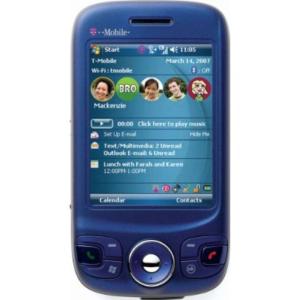 T··Mobile·
Start
11:05
T-Mobile
March 14, 2007
Wi-Fi: tmobile
: Off
BRO
Mackenzie
00:00 Click here to play music
Set Up E-mail
Hide Me
Text/Multimedia: 2 Unread
Outlook E-mail: 2 Unread
Lunch with Farah and Karen
12:00PM-1:00PM
Calendar
Contacts